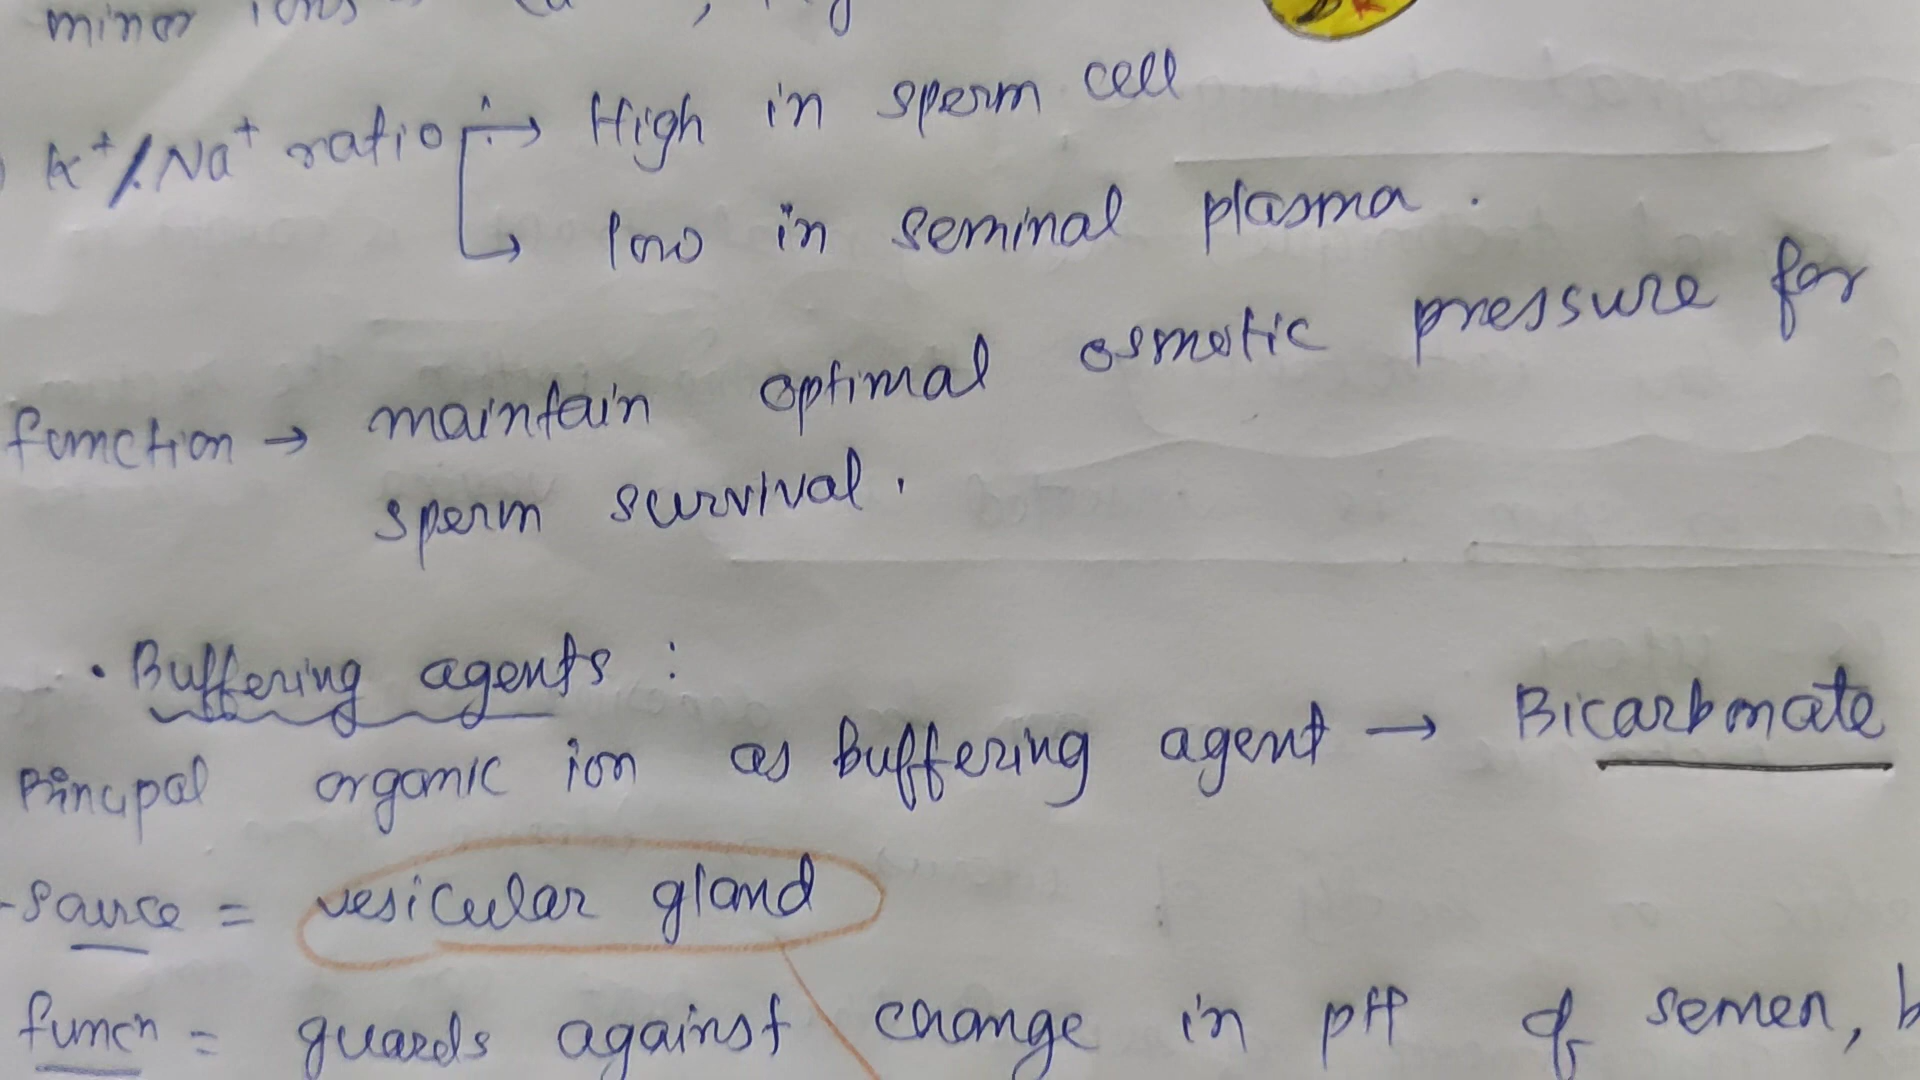 minor ions
K⁺/Na⁺ ratio → High in sperm cell
→ low in seminal plasma.
function → maintain optimal osmotic pressure for
sperm survival.
• Buffering agents :
Principal organic ion as buffering agent → Bicarbonate
- Source = vesicular gland
funcn = guards against change in pH of semen,